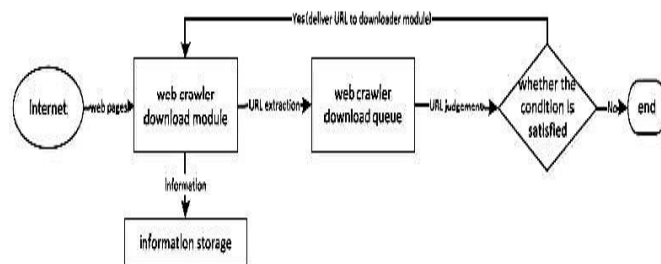 Yes (deliver URL to downloader module)
Internet
web pages
web crawler
download module
URL extraction
web crawler
download queue
URL judgement
whether the
condition is
satisfied
No
end
Information
information storage